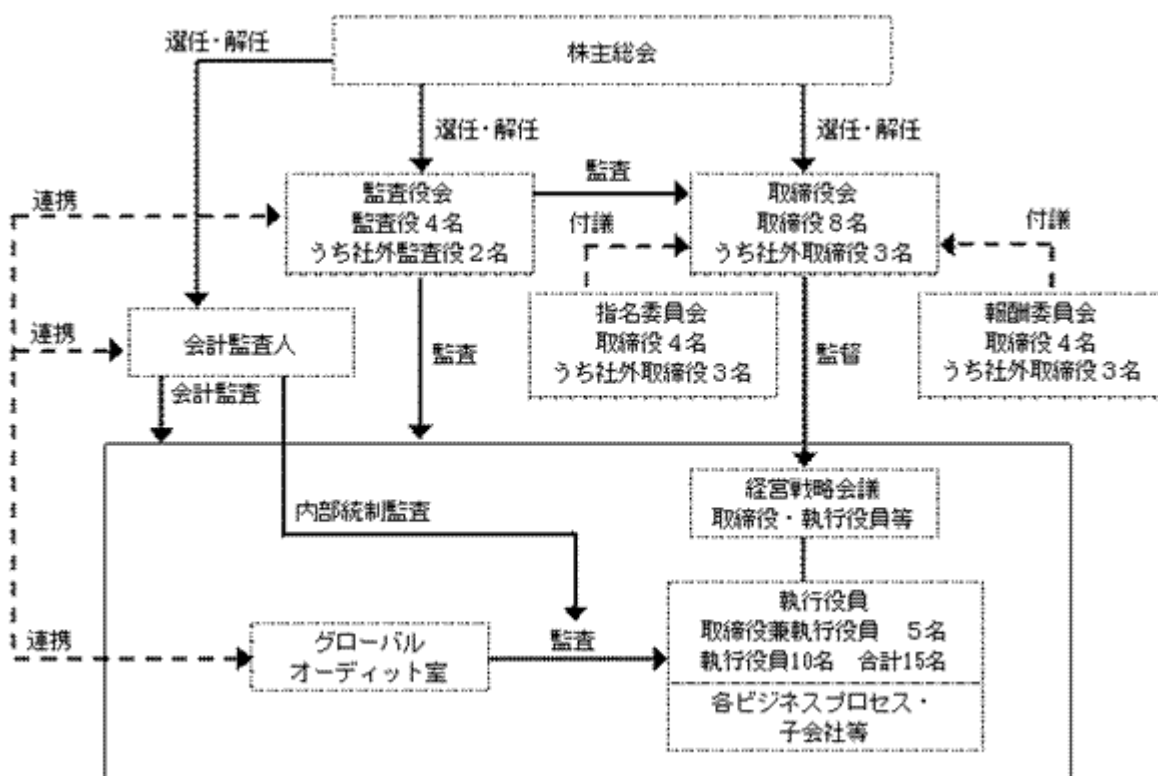 選任・解任
株主総会
選任・解任
選任・解任
連携
監査役会
監査役４名
うち社外監査役２名
監査
取締役会
取締役８名
うち社外取締役３名
付議
付議
連携
会計監査人
監査
指名委員会
取締役４名
うち社外取締役３名
監督
報酬委員会
取締役４名
うち社外取締役３名
会計監査
経営戦略会議
取締役・執行役員等
内部統制監査
連携
グローバル
オーディット室
監査
執行役員
取締役兼執行役員　５名
執行役員10名　合計15名
各ビジネスプロセス・
子会社等